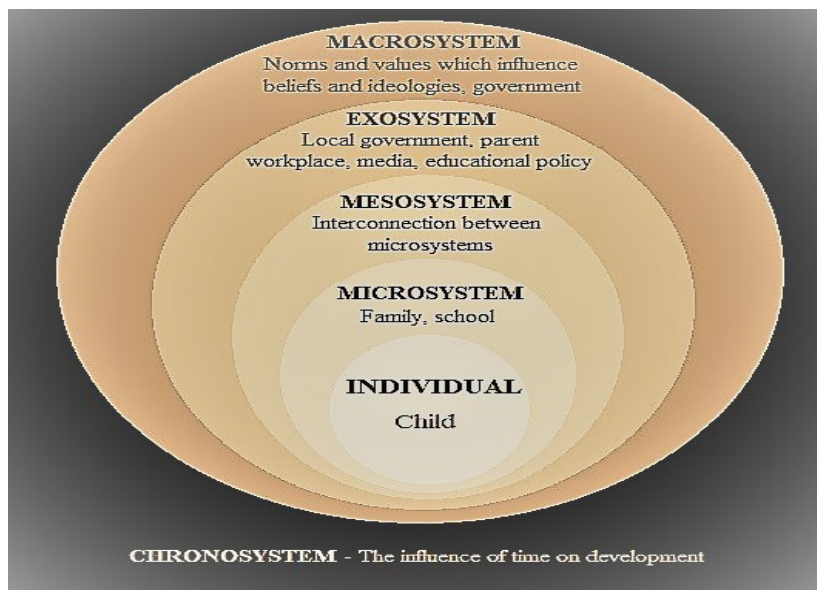 MACROSYSTEM
Norms and values which influence
beliefs and ideologies, government
EXOSYSTEM
Local government, parent
workplace, media, educational policy
MESOSYSTEM
Interconnection between
microsystems
MICROSYSTEM
Family, school
INDIVIDUAL
Child
CHRONOSYSTEM - The influence of time on development